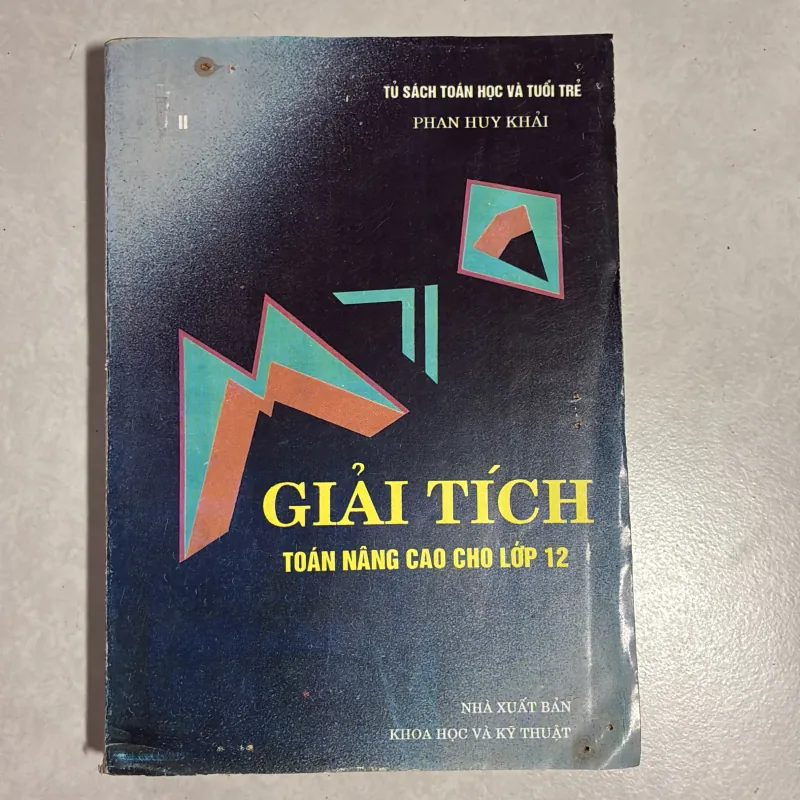 TỦ SÁCH TOÁN HỌC VÀ TUỔI TRẺ
PHAN HUY KHẢI
II
GIẢI TÍCH
TOÁN NÂNG CAO CHO LỚP 12
NHÀ XUẤT BẢN
KHOA HỌC VÀ KỸ THUẬT